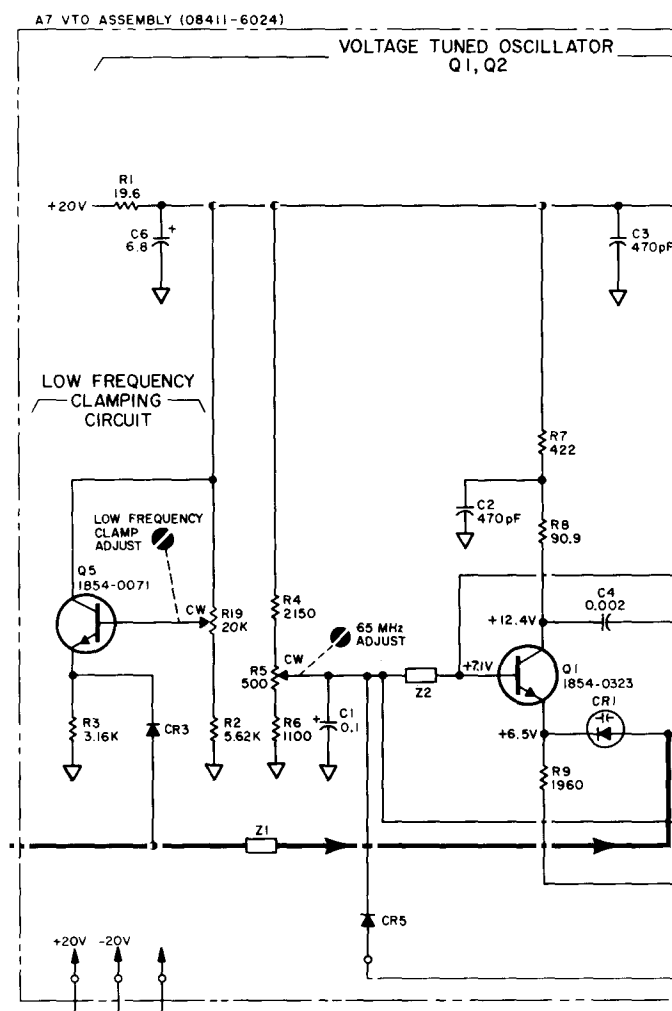 A7 VTO ASSEMBLY (08411-6024)
VOLTAGE TUNED OSCILLATOR
Q1, Q2
R1
19.6
+20V
C6
6.8
+
C3
470pF
LOW FREQUENCY
CLAMPING
CIRCUIT
R7
422
C2
470pF
R8
90.9
LOW FREQUENCY
CLAMP
ADJUST
Q5
1854-0071
CW
R19
20K
R4
2150
65 MHz
ADJUST
C4
0.002
+12.4V
R5
500
CW
+7.1V
Z2
Q1
1854-0323
CR1
R3
3.16K
CR3
R2
5.62K
R6
1100
+
C1
0.1
+6.5V
R9
1960
Z1
CR5
+20V
-20V